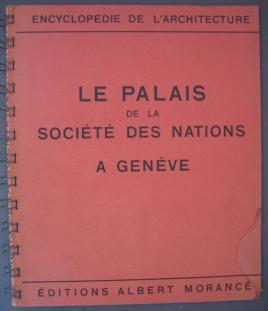 ENCYCLOPEDIE DE L'ARCHITECTURE
LE PALAIS
DE LA
SOCIÉTÉ DES NATIONS
A GENÈVE
ÉDITIONS ALBERT MORANCÉ